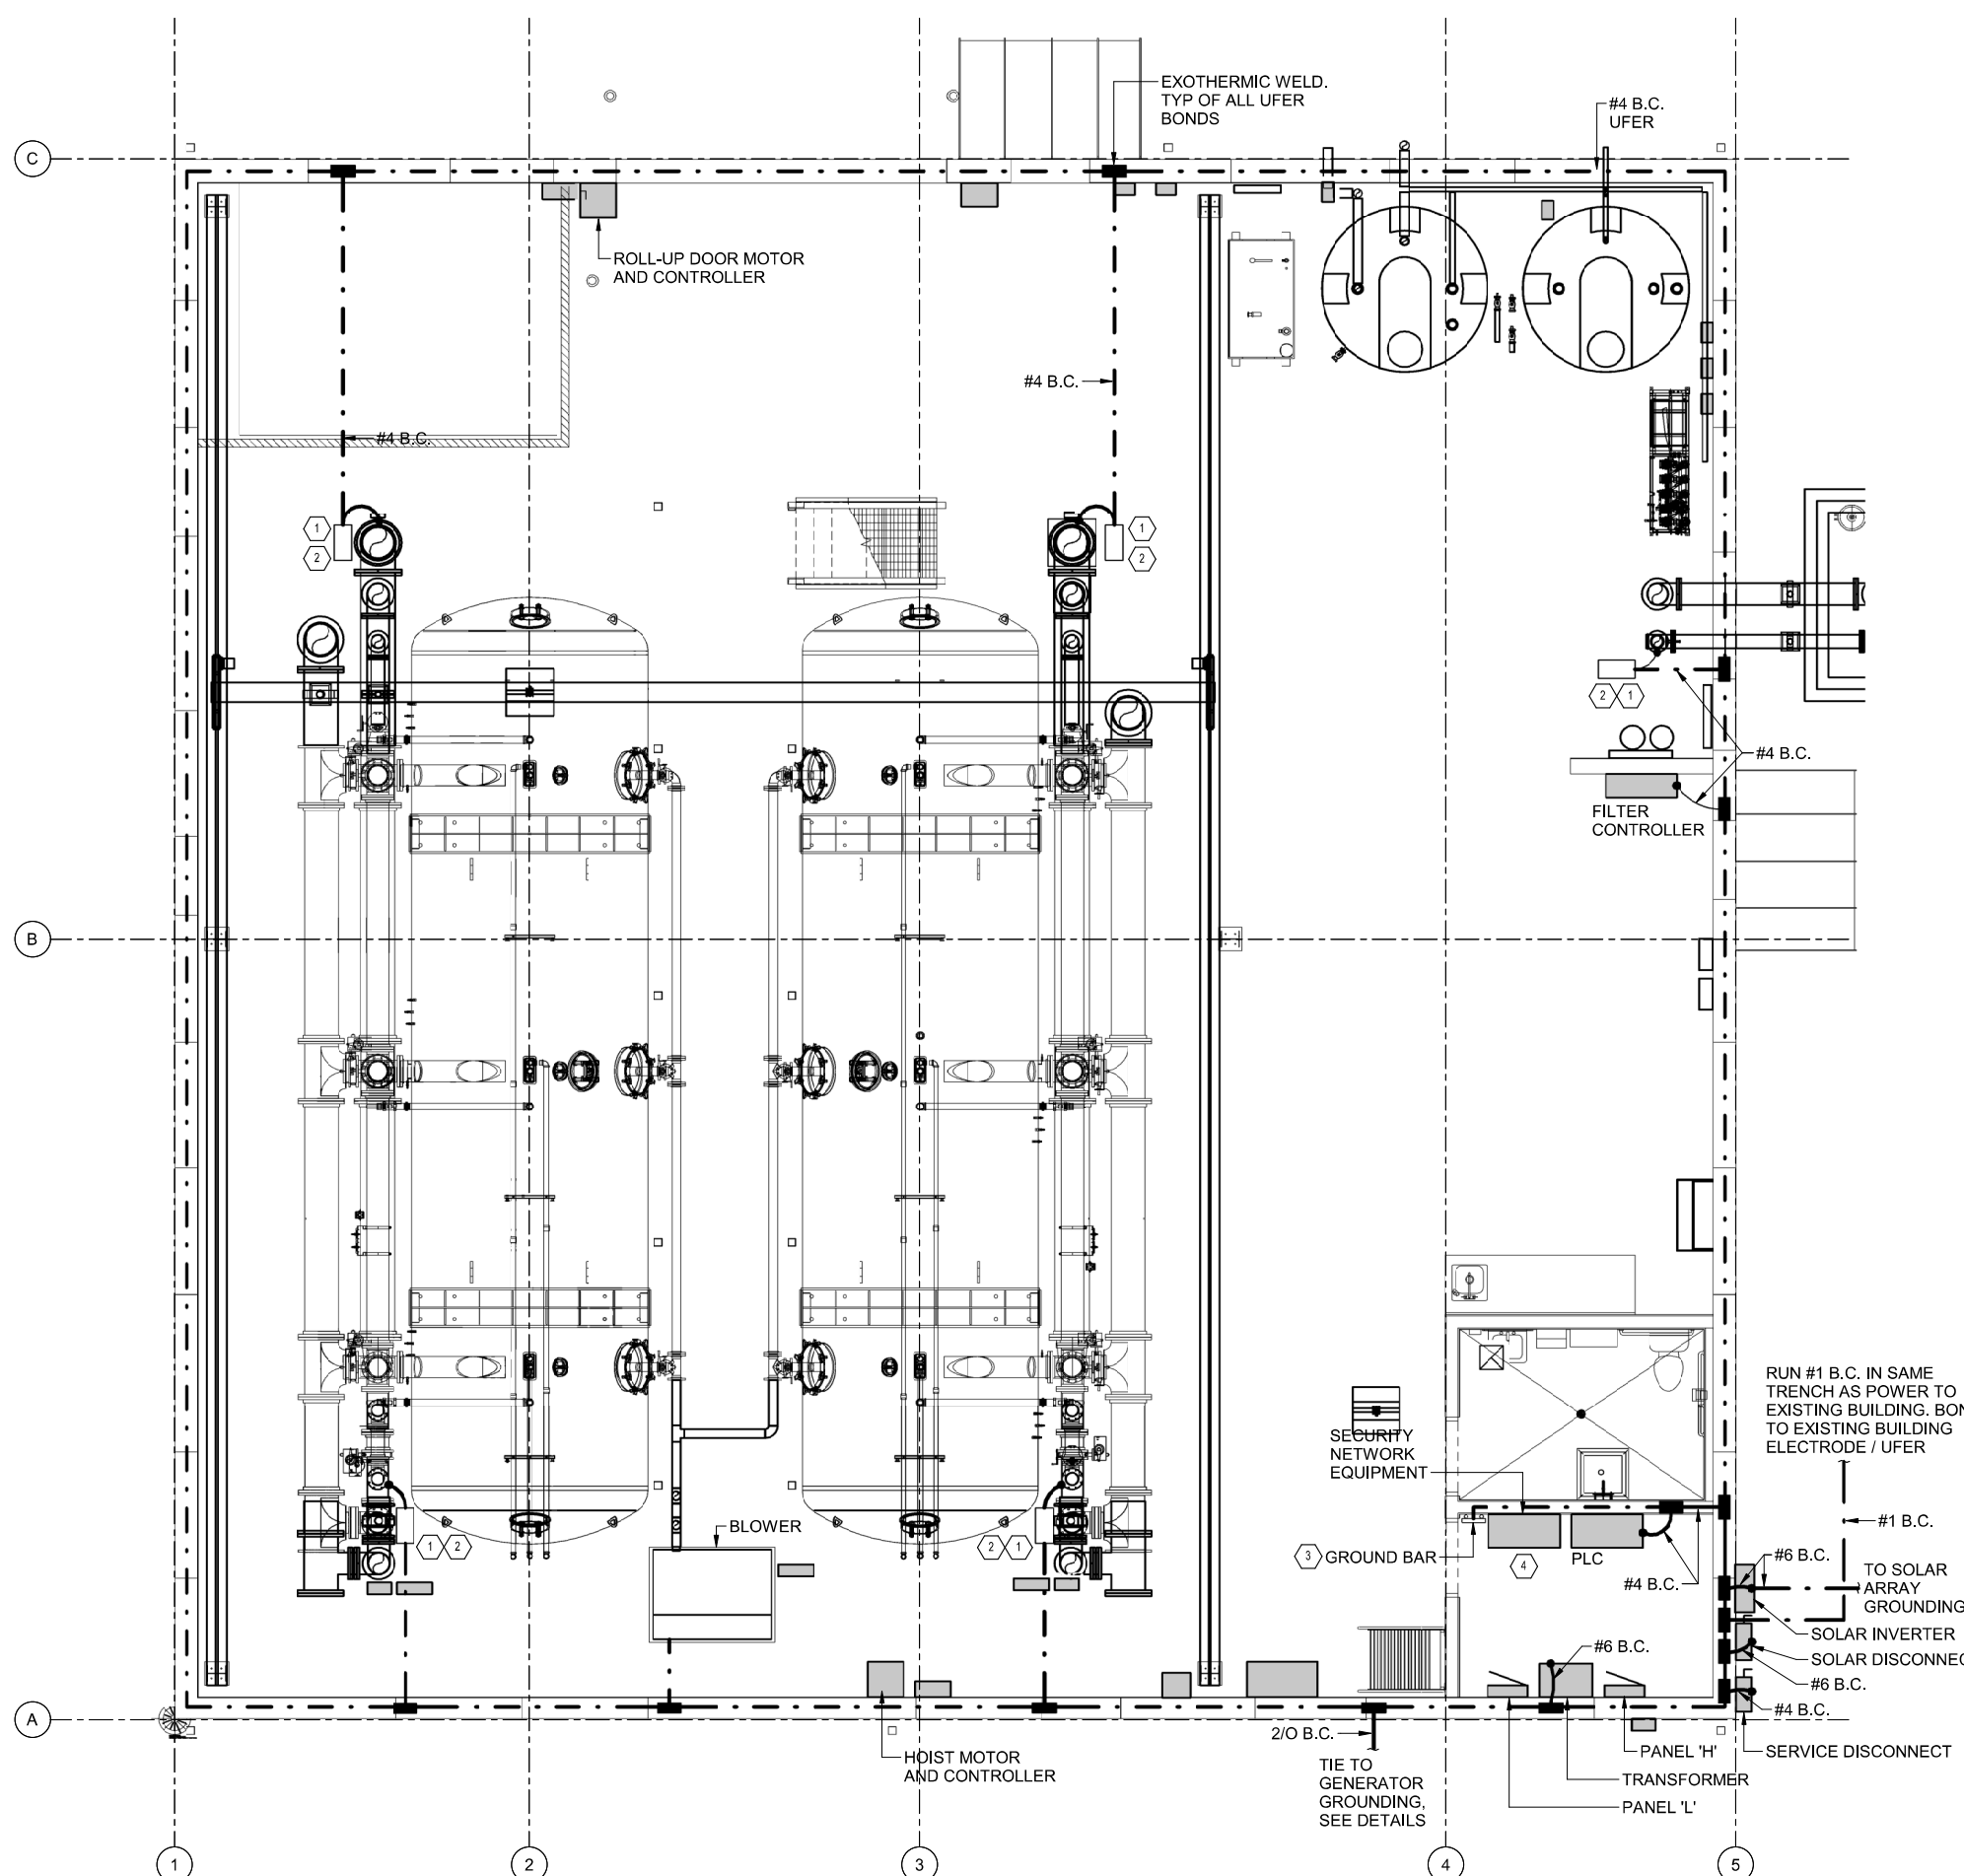 EXOTHERMIC WELD.
TYP OF ALL UFER
BONDS
#4 B.C.
UFER
C
ROLL-UP DOOR MOTOR
AND CONTROLLER
#4 B.C.
#4 B.C.
1
2
1
2
2
1
#4 B.C.
FILTER
CONTROLLER
B
RUN #1 B.C. IN SAME
TRENCH AS POWER TO
EXISTING BUILDING. BON
TO EXISTING BUILDING
ELECTRODE / UFER
SECURITY
NETWORK
EQUIPMENT
#1 B.C.
BLOWER
1
2
2
1
3
GROUND BAR
4
PLC
#4 B.C.
#6 B.C.
TO SOLAR
ARRAY
GROUNDING
SOLAR INVERTER
#6 B.C.
SOLAR DISCONNEC
#6 B.C.
#4 B.C.
A
2/O B.C.
HOIST MOTOR
AND CONTROLLER
TIE TO
GENERATOR
GROUNDING,
SEE DETAILS
PANEL 'H'
SERVICE DISCONNECT
TRANSFORMER
PANEL 'L'
1
2
3
4
5